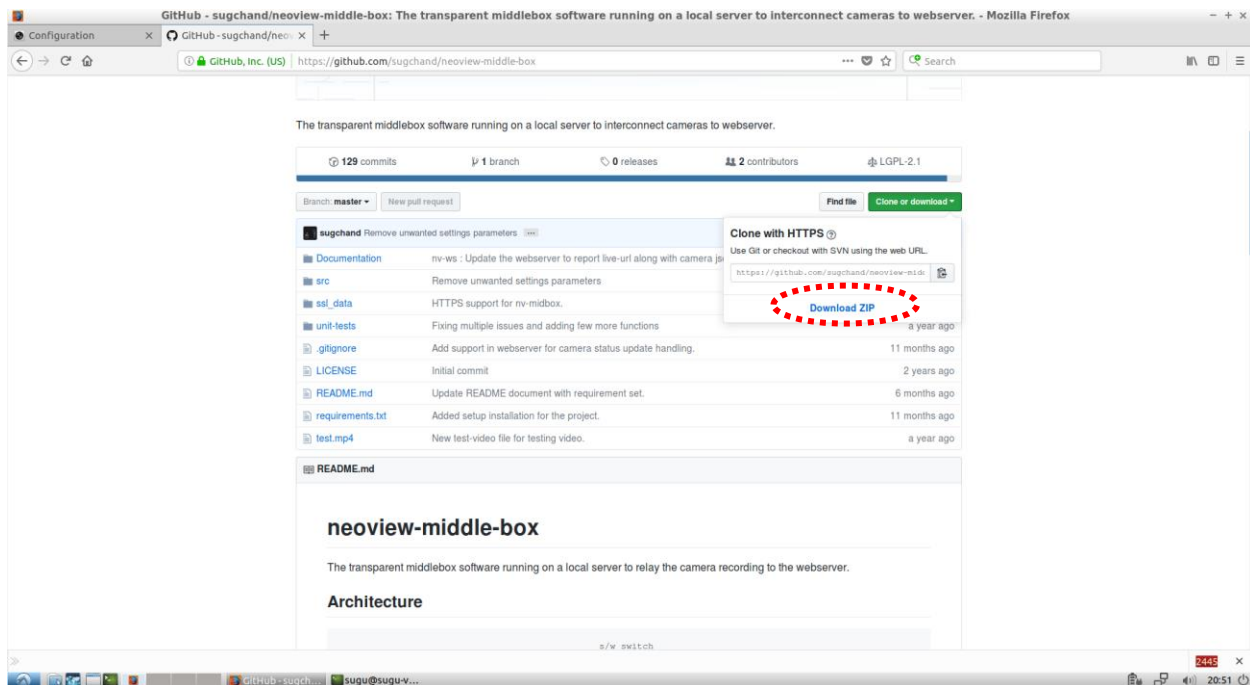 GitHub - sugchand/neoview-middle-box: The transparent middlebox software running on a local server to interconnect cameras to webserver. - Mozilla Firefox
Configuration × GitHub - sugchand/neov × +
GitHub, Inc. (US) https://github.com/sugchand/neoview-middle-box ··· Search
The transparent middlebox software running on a local server to interconnect cameras to webserver.
129 commits 1 branch 0 releases 2 contributors LGPL-2.1
Branch: master New pull request Find file Clone or download
sugchand Remove unwanted settings parameters ···
Clone with HTTPS ?
Use Git or checkout with SVN using the web URL.
https://github.com/sugchand/neoview-midd
Download ZIP
Documentation nv-ws : Update the webserver to report live-url along with camera js
src Remove unwanted settings parameters
ssl_data HTTPS support for nv-midbox.
unit-tests Fixing multiple issues and adding few more functions a year ago
.gitignore Add support in webserver for camera status update handling. 11 months ago
LICENSE Initial commit 2 years ago
README.md Update README document with requirement set. 6 months ago
requirements.txt Added setup installation for the project. 11 months ago
test.mp4 New test-video file for testing video. a year ago
README.md
neoview-middle-box
The transparent middlebox software running on a local server to relay the camera recording to the webserver.
Architecture
s/w switch
2445 ×
GitHub - sugch... sugu@sugu-v... 20:51